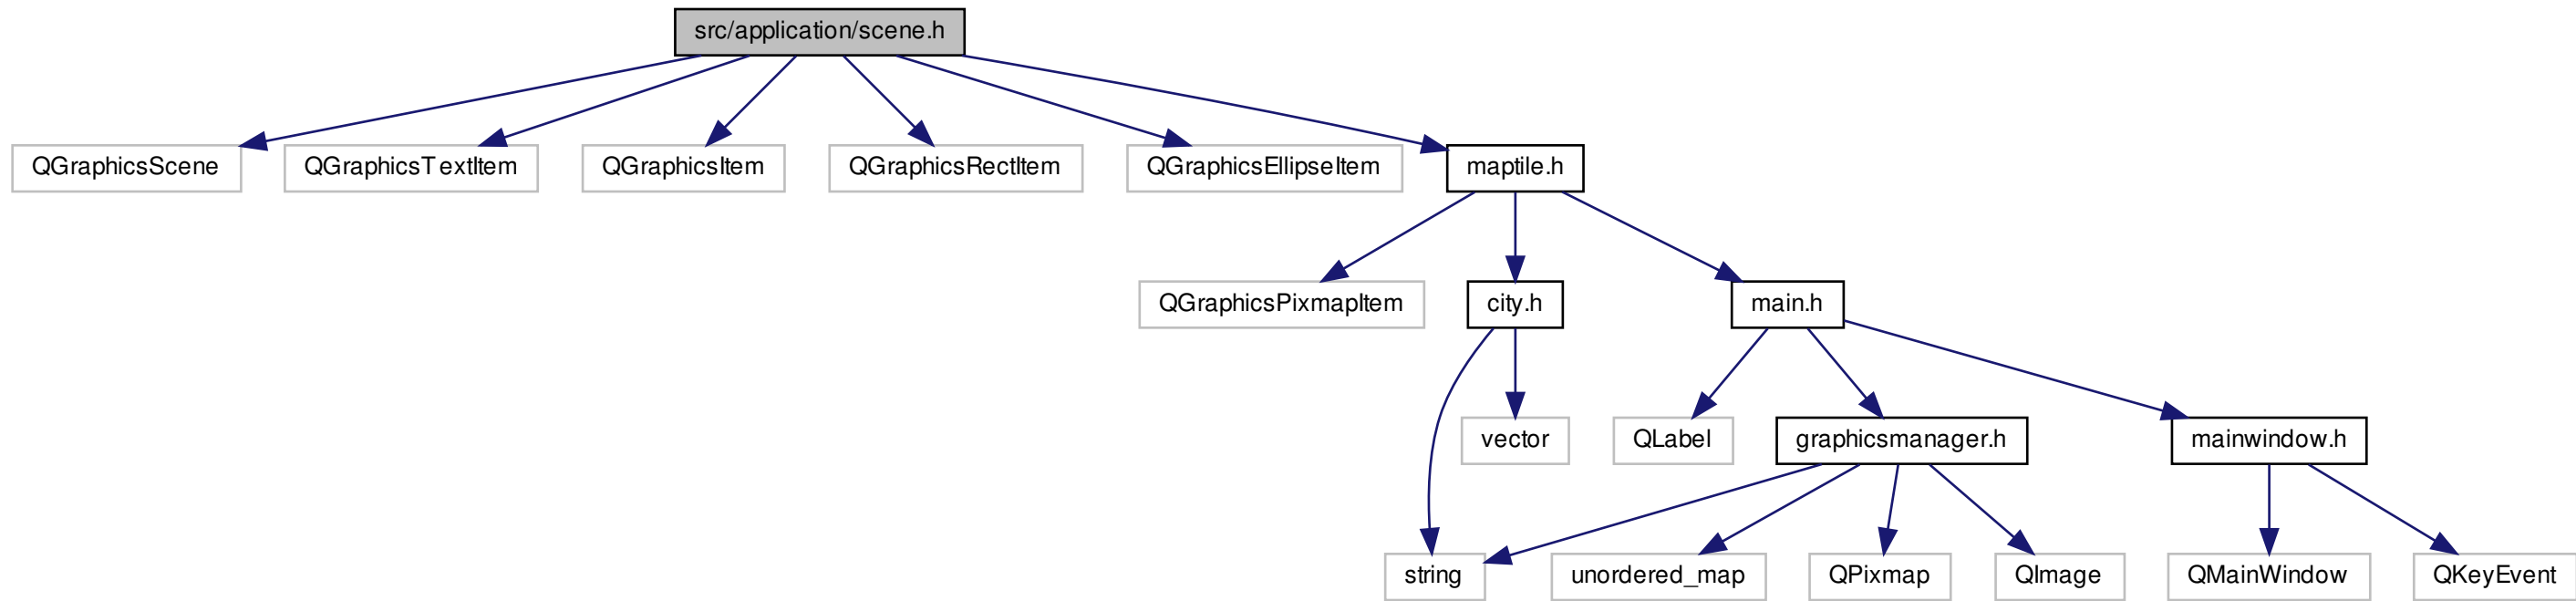 src/application/scene.h
QGraphicsScene
QGraphicsTextItem
QGraphicsItem
QGraphicsRectItem
QGraphicsEllipseItem
maptile.h
QGraphicsPixmapItem
city.h
main.h
vector
QLabel
graphicsmanager.h
mainwindow.h
string
unordered_map
QPixmap
QImage
QMainWindow
QKeyEvent